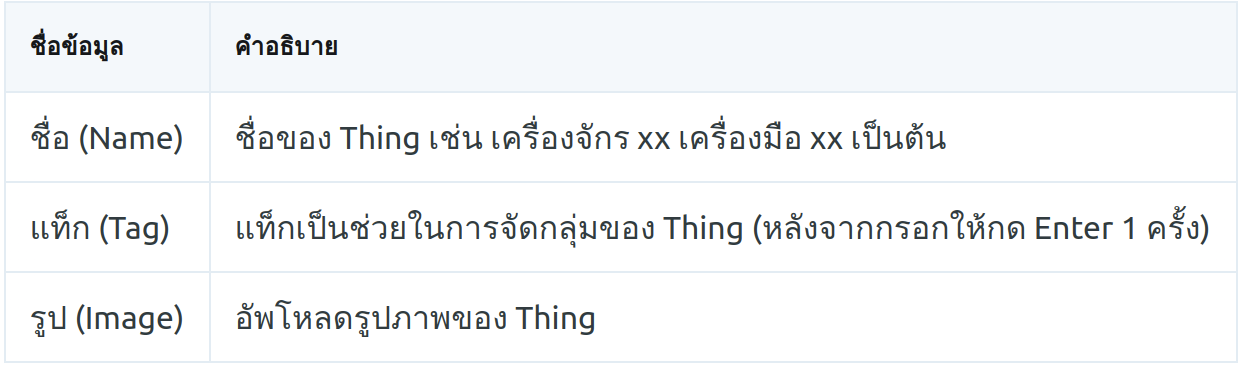 ชื่อข้อมูล คำอธิบาย
ชื่อ (Name) ชื่อของ Thing เช่น เครื่องจักร xx เครื่องมือ xx เป็นต้น
แท็ก (Tag) แท็กเป็นช่วยในการจัดกลุ่มของ Thing (หลังจากกรอกให้กด Enter 1 ครั้ง)
รูป (Image) อัพโหลดรูปภาพของ Thing